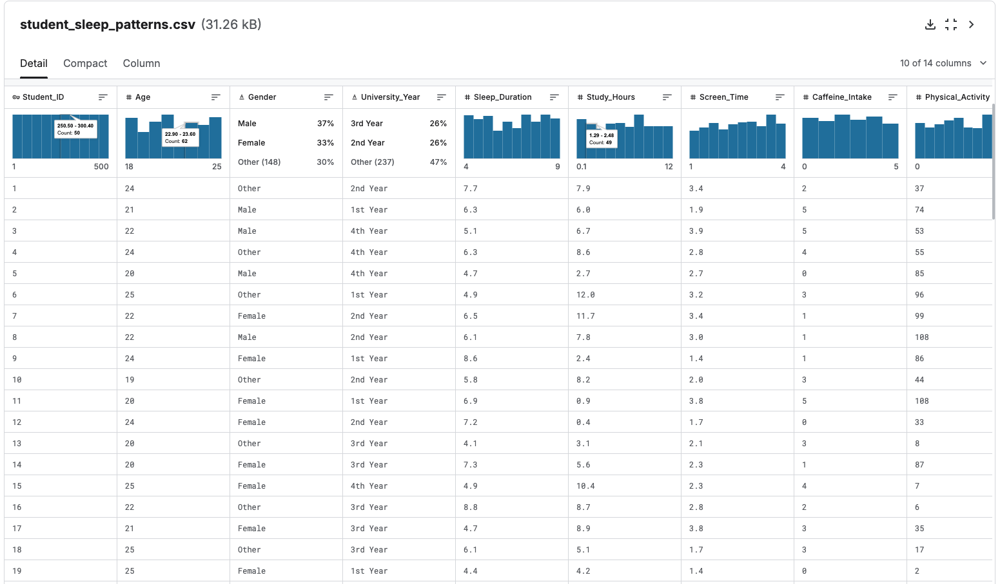 student_sleep_patterns.csv (31.26 kB)
Detail Compact Column 10 of 14 columns
Student_ID # Age A Gender A University_Year # Sleep_Duration # Study_Hours # Screen_Time # Caffeine_Intake # Physical_Activity
250.50 - 300.40
Count: 50
1 500
22.90 - 23.60
Count: 62
18 25
Male 37%
Female 33%
Other (148) 30%
3rd Year 26%
2nd Year 26%
Other (237) 47%
4 9
1.29 - 2.48
Count: 49
0.1 12
1 4
0 5
0
1 24 Other 2nd Year 7.7 7.9 3.4 2 37
2 21 Male 1st Year 6.3 6.0 1.9 5 74
3 22 Male 4th Year 5.1 6.7 3.9 5 53
4 24 Other 4th Year 6.3 8.6 2.8 4 55
5 20 Male 4th Year 4.7 2.7 2.7 0 85
6 25 Other 1st Year 4.9 12.0 3.2 3 96
7 22 Female 2nd Year 6.5 11.7 3.4 1 99
8 22 Male 2nd Year 6.1 7.8 3.0 1 108
9 24 Female 1st Year 8.6 2.4 1.4 1 86
10 19 Other 2nd Year 5.8 8.2 2.0 3 44
11 20 Female 1st Year 6.9 0.9 3.8 5 108
12 24 Female 2nd Year 7.2 0.4 1.7 0 33
13 20 Other 3rd Year 4.1 3.1 2.1 3 8
14 20 Female 3rd Year 7.3 5.6 2.3 1 87
15 25 Female 4th Year 4.9 10.4 2.3 4 7
16 22 Other 3rd Year 8.8 8.7 2.8 2 6
17 21 Female 3rd Year 4.7 8.9 3.8 3 35
18 25 Other 3rd Year 6.1 5.1 1.7 3 17
19 25 Female 1st Year 4.4 4.2 1.4 0 2